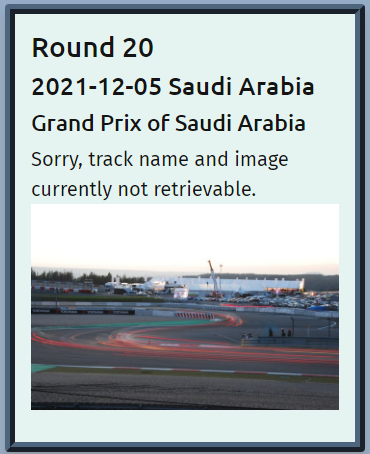 Round 20
2021-12-05 Saudi Arabia
Grand Prix of Saudi Arabia
Sorry, track name and image
currently not retrievable.